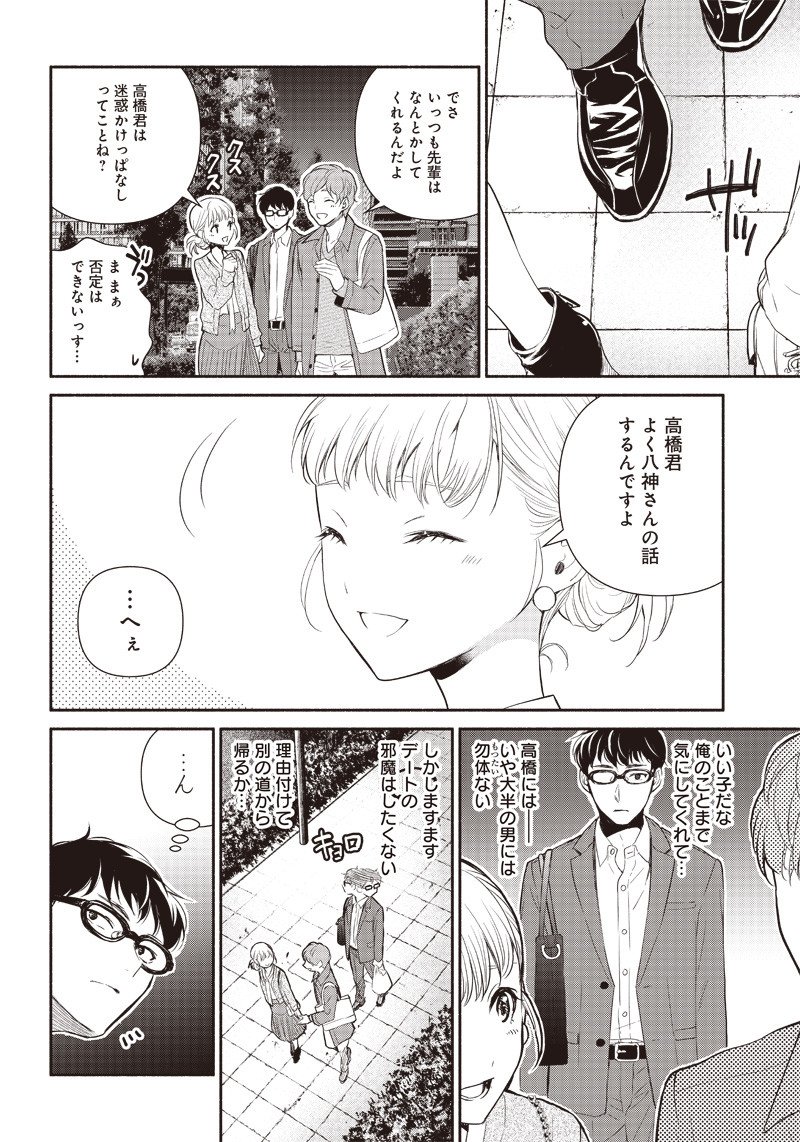 ザッ
でさ
いっつも先輩は
なんとかして
くれるんだよ
クス
クス
高橋君は
迷惑かけっぱなし
ってことね?
ま まぁ
否定は
できないっす…
高橋君
よく八神さんの話
するんですよ
…へぇ
いい子だな
俺のことまで
気にしてくれて…
高橋には──
いや大半の男には
勿体ない
もったい
しかしますます
デートの
邪魔はしたくない
キョロ
理由付けて
別の道から
帰るか…
…ん